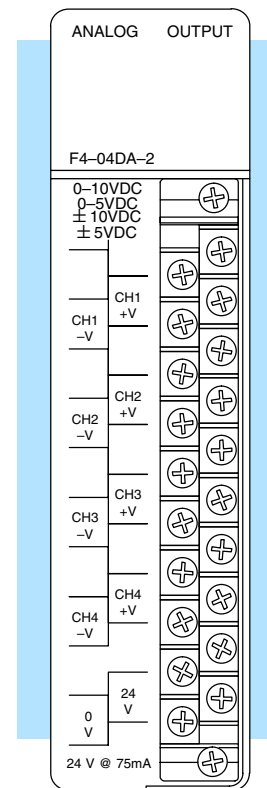 ANALOG OUTPUT
F4–04DA–2
0–10VDC
0–5VDC
± 10VDC
± 5VDC
CH1
+V
CH1
–V
CH2
+V
CH2
–V
CH3
+V
CH3
–V
CH4
+V
CH4
–V
24
V
0
V
24 V @ 75mA